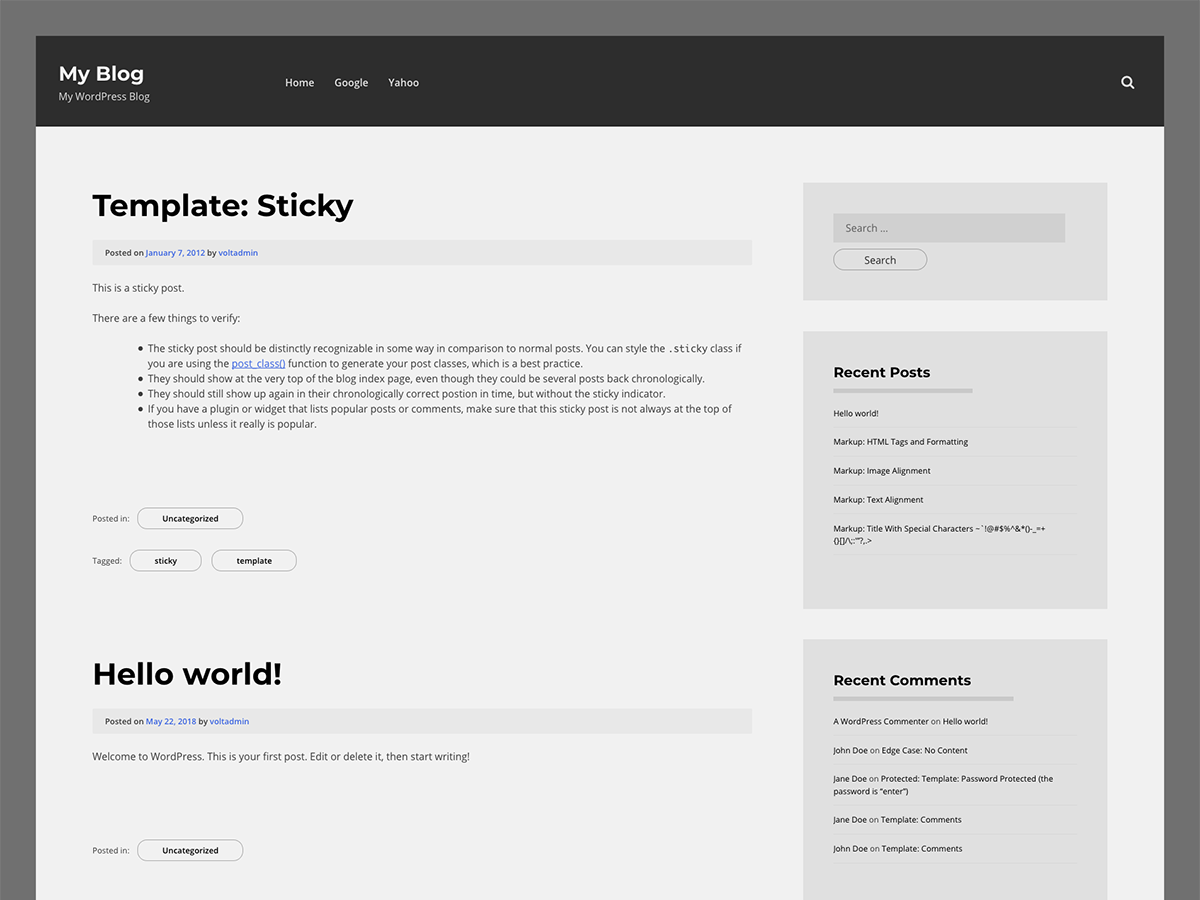 My Blog
My WordPress Blog
Home Google Yahoo
Template: Sticky
Posted on January 7, 2012 by voltadmin
This is a sticky post.
There are a few things to verify:
• The sticky post should be distinctly recognizable in some way in comparison to normal posts. You can style the .sticky class if
you are using the post_class() function to generate your post classes, which is a best practice.
• They should show at the very top of the blog index page, even though they could be several posts back chronologically.
• They should still show up again in their chronologically correct postion in time, but without the sticky indicator.
• If you have a plugin or widget that lists popular posts or comments, make sure that this sticky post is not always at the top of
those lists unless it really is popular.
Posted in: Uncategorized
Tagged: sticky template
Hello world!
Posted on May 22, 2018 by voltadmin
Welcome to WordPress. This is your first post. Edit or delete it, then start writing!
Posted in: Uncategorized
Search ...
Search
Recent Posts
Hello world!
Markup: HTML Tags and Formatting
Markup: Image Alignment
Markup: Text Alignment
Markup: Title With Special Characters ~`!@#$%^&*()-_=+
{}[]/\;:'"?,.>
Recent Comments
A WordPress Commenter on Hello world!
John Doe on Edge Case: No Content
Jane Doe on Protected: Template: Password Protected (the
password is “enter”)
Jane Doe on Template: Comments
John Doe on Template: Comments